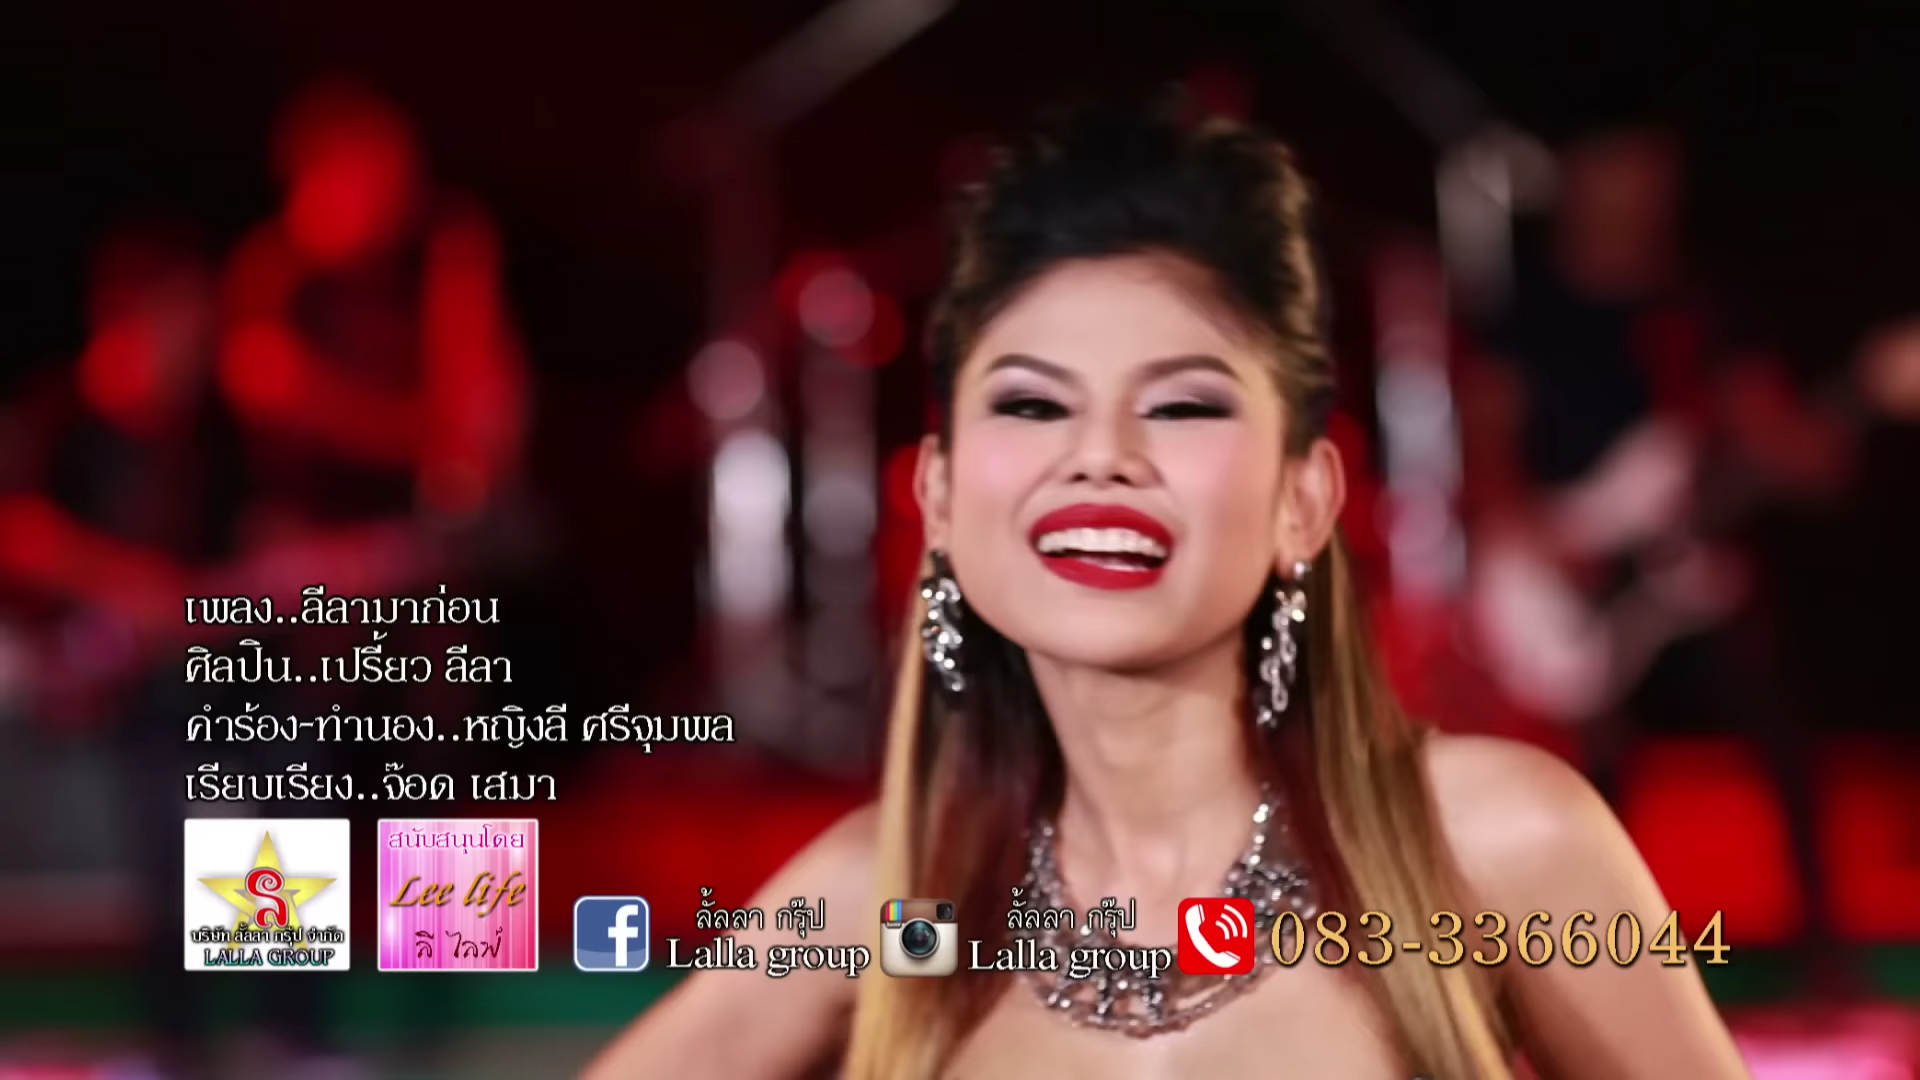 เพลง..ลีลามาก่อน
ศิลปิน..เปรี้ยว ลีลา
คำร้อง-ทำนอง..หญิงลี ศรีจุมพล
เรียบเรียง..จ๊อด เสมา
ลั้ลลา
บริษัท ลั้ลลา กรุ๊ป จำกัด
LALLA GROUP
สนับสนุนโดย
Lee life
ลี ไลฟ์
f
ลั้ลลา กรุ๊ป
Lalla group
ลั้ลลา กรุ๊ป
Lalla group
083-3366044